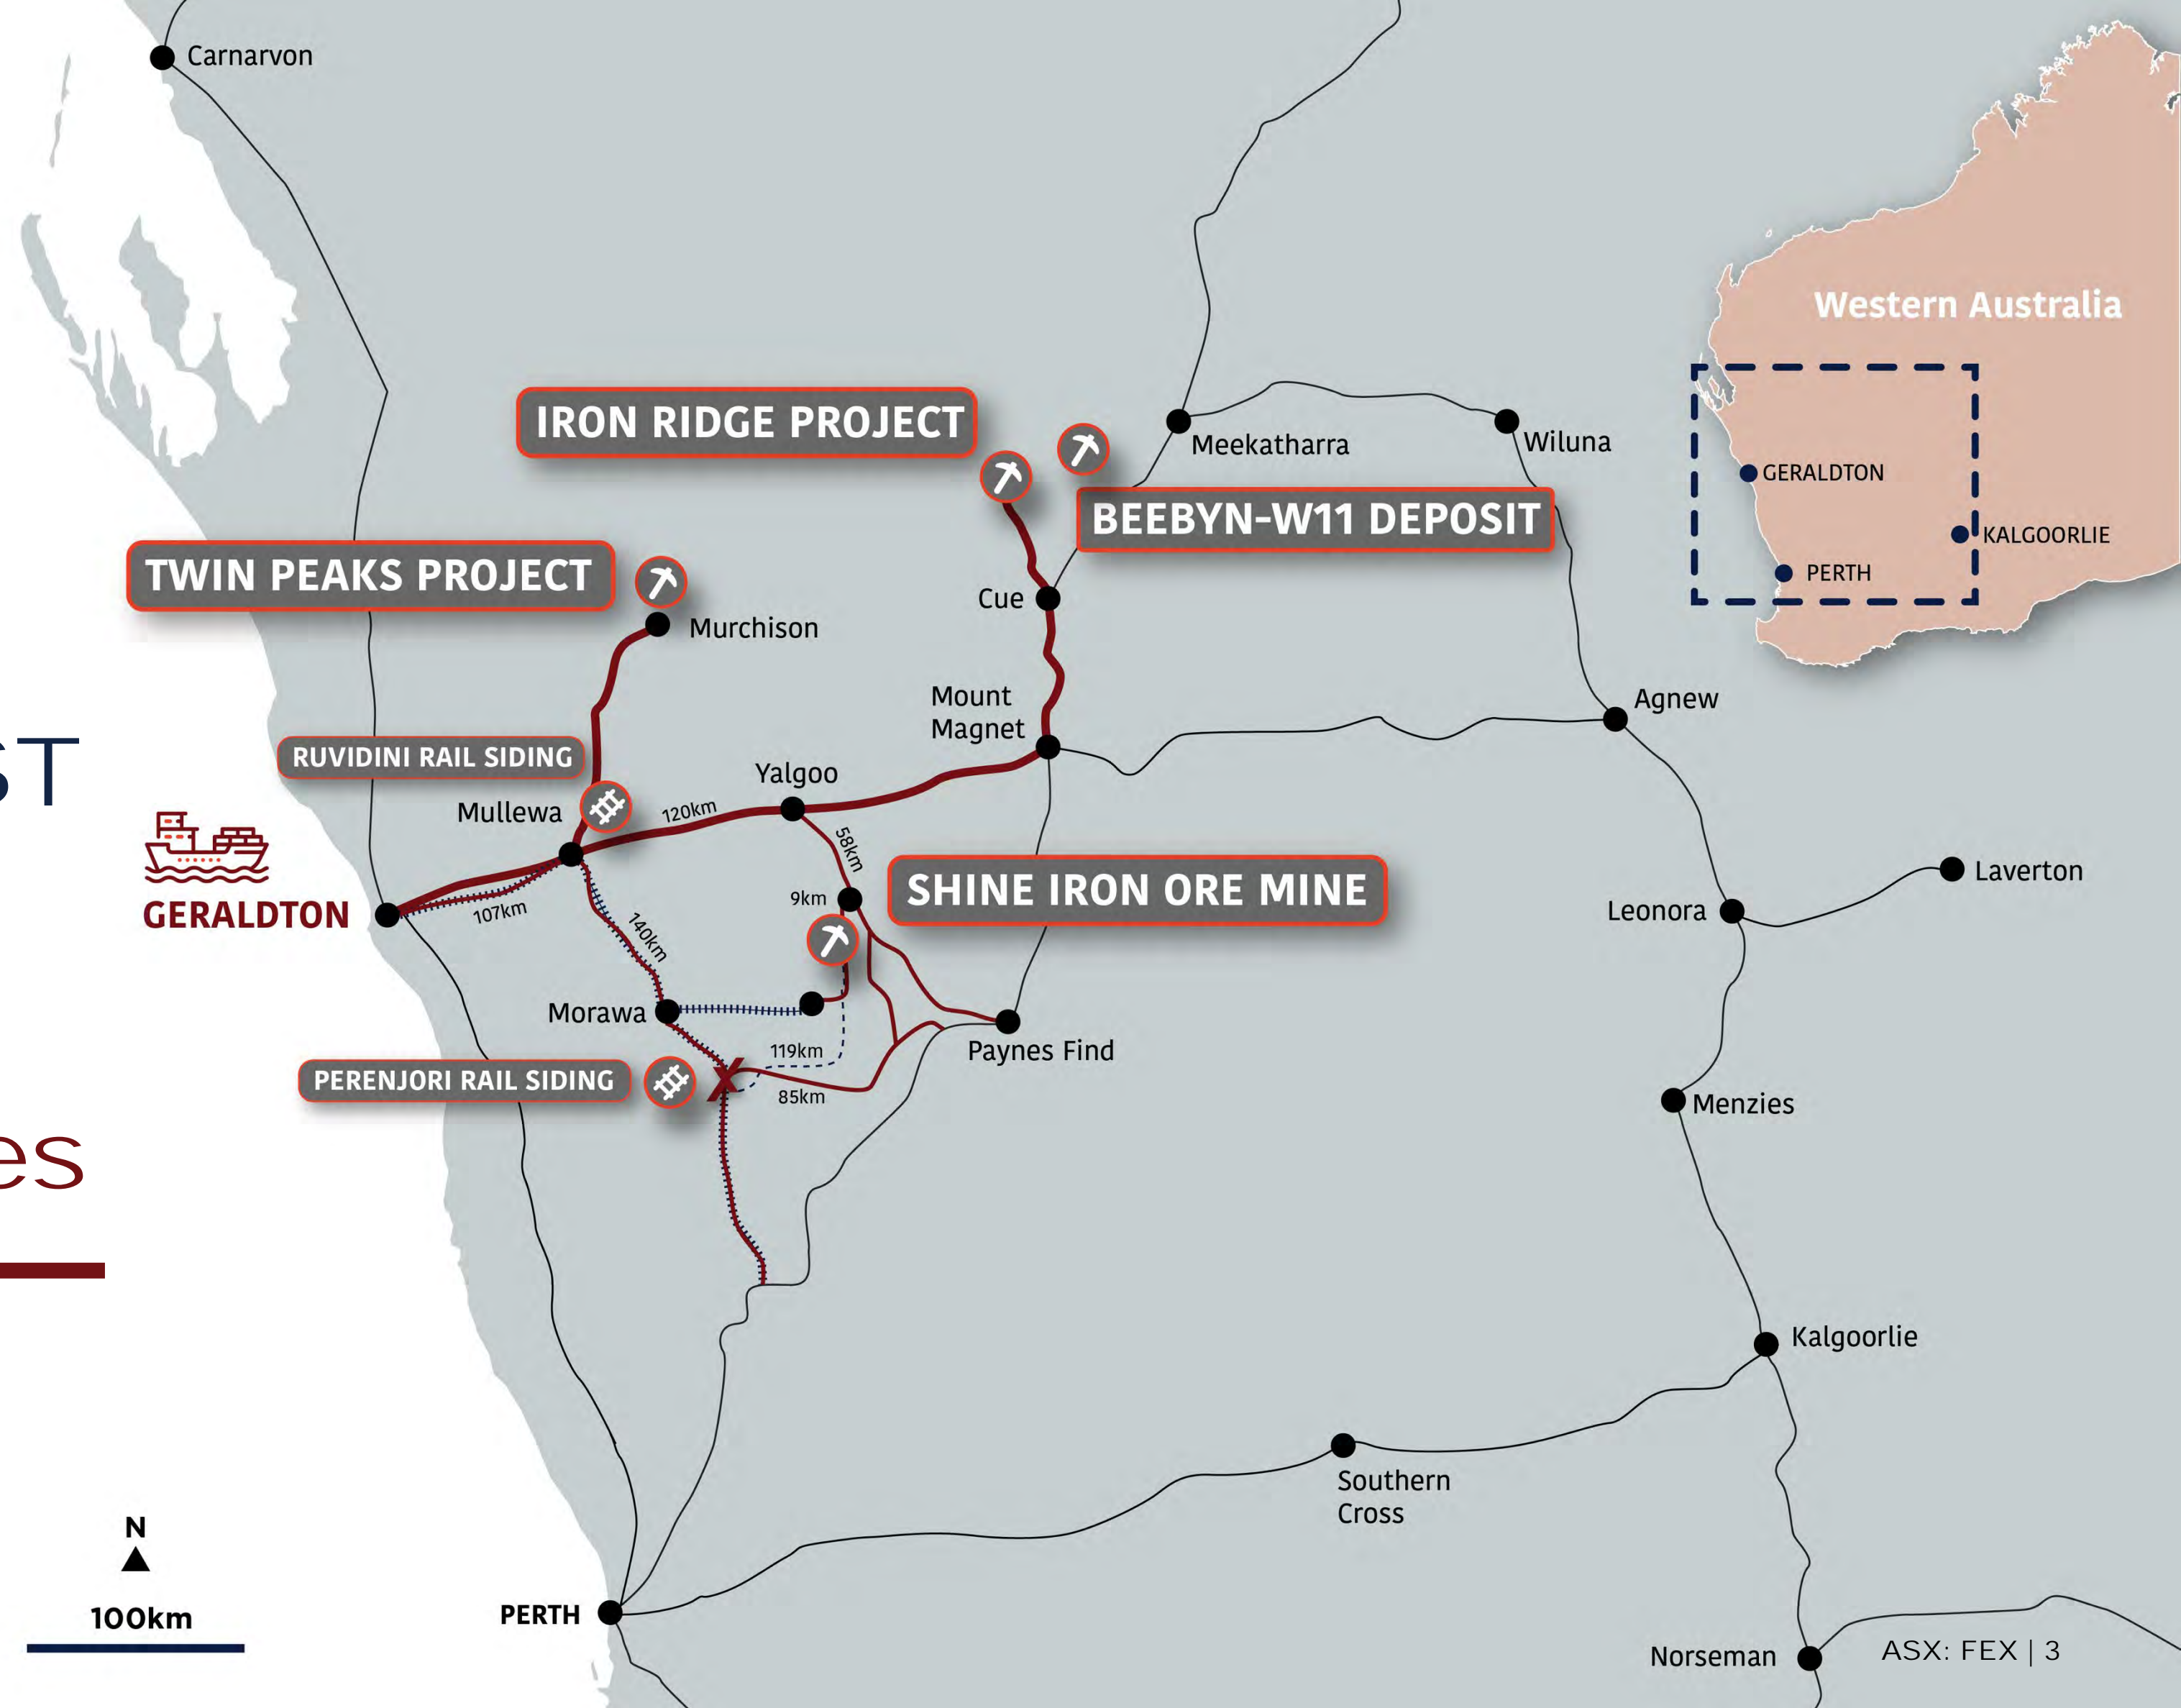 Carnarvon
Western Australia
IRON RIDGE PROJECT
Meekatharra
Wiluna
GERALDTON
BEEBYN-W11 DEPOSIT
KALGOORLIE
TWIN PEAKS PROJECT
PERTH
Cue
Murchison
Mount
Magnet
Agnew
ST
RUVIDINI RAIL SIDING
Yalgoo
Mullewa
120km
58km
GERALDTON
107km
9km
SHINE IRON ORE MINE
Laverton
Leonora
140km
Morawa
119km
Paynes Find
PERENJORI RAIL SIDING
85km
Menzies
es
Kalgoorlie
Southern
Cross
N
100km
PERTH
Norseman
ASX: FEX | 3